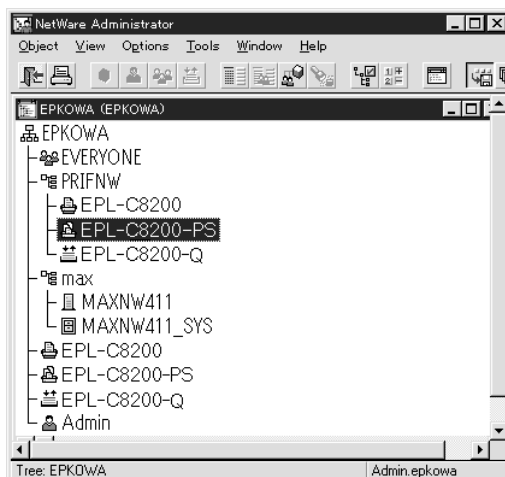 NetWare Administrator
Object View Options Tools Window Help
EPKOWA (EPKOWA)
EPKOWA
EVERYONE
PRIFNW
EPL-C8200
EPL-C8200-PS
EPL-C8200-Q
max
MAXNW411
MAXNW411_SYS
EPL-C8200
EPL-C8200-PS
EPL-C8200-Q
Admin
Tree: EPKOWA Admin.epkowa